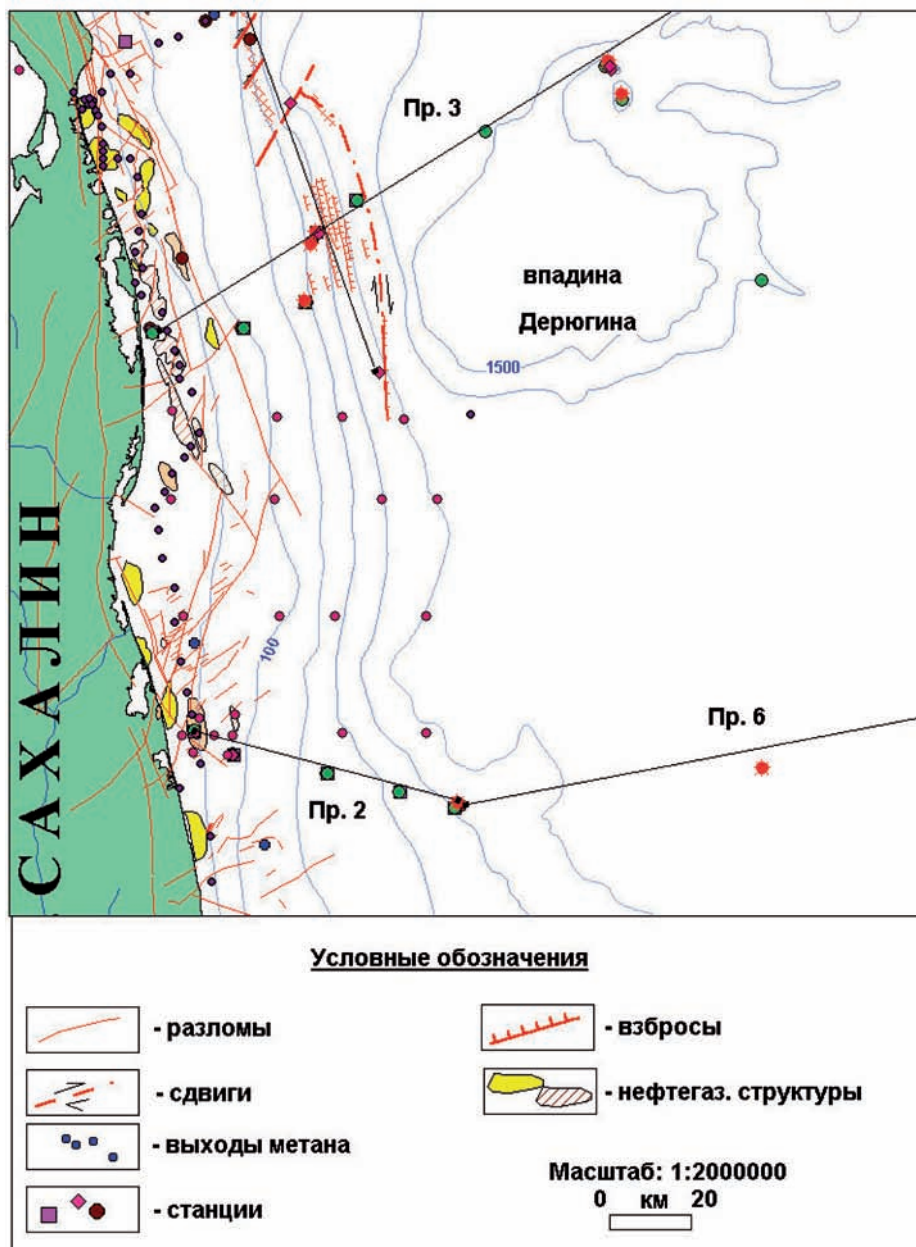 Пр. 3
впадина
Дерюгина
1500
САХАЛИН
100
Пр. 6
Пр. 2
Условные обозначения
- разломы
- взбросы
- сдвиги
- нефтегаз. структуры
- выходы метана
Масштаб: 1:2000000
0 км 20
- станции